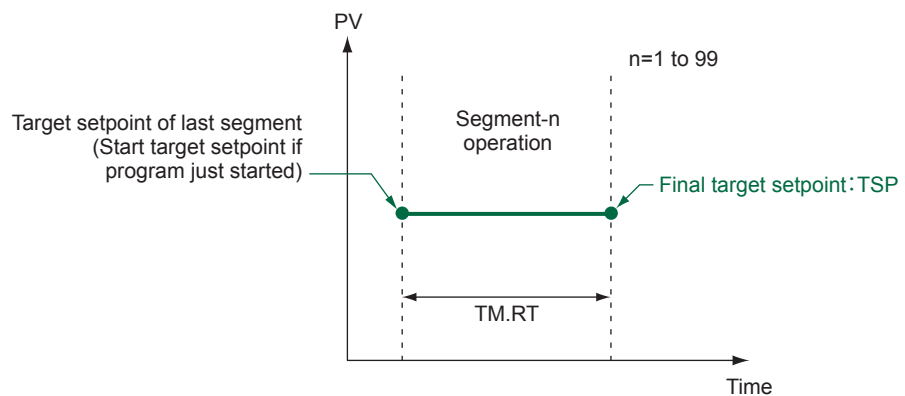 PV
n=1 to 99
Target setpoint of last segment
(Start target setpoint if
program just started)
Segment-n
operation
Final target setpoint：TSP
TM.RT
Time